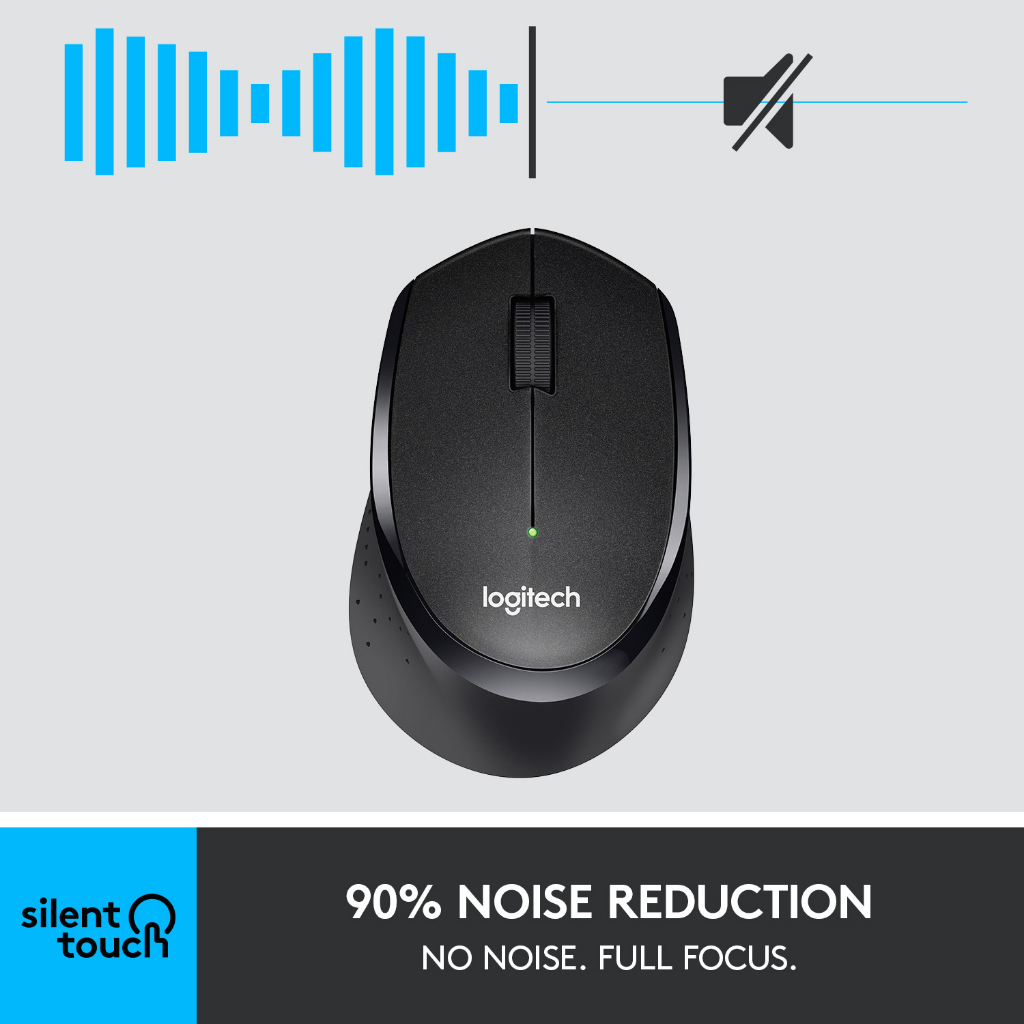 logitech
silent
touch
90% NOISE REDUCTION
NO NOISE. FULL FOCUS.